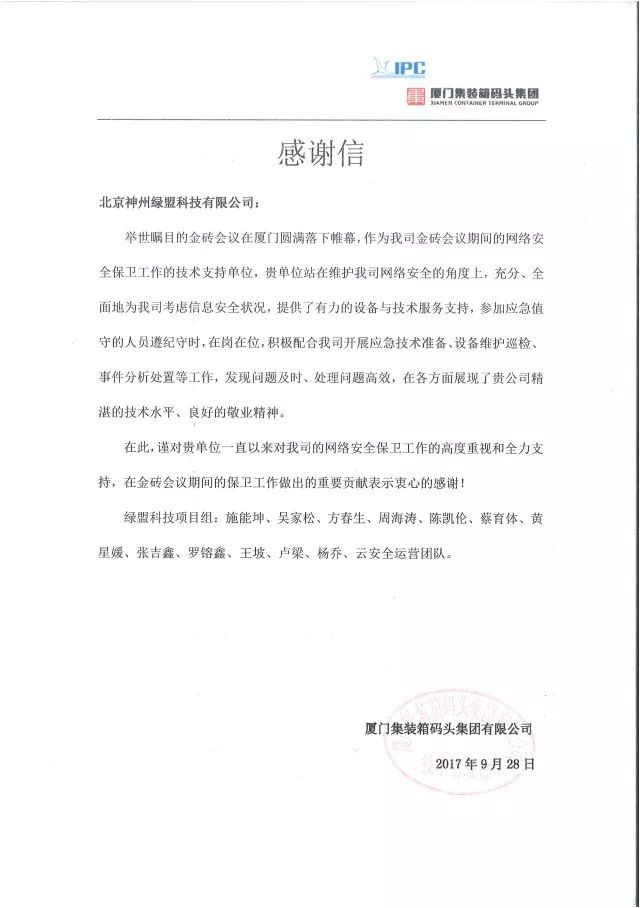 IPC
厦门集装箱码头集团
XIAMEN CONTAINER TERMINAL GROUP
感谢信
北京神州绿盟科技有限公司：
举世瞩目的金砖会议在厦门圆满落下帷幕，作为我司金砖会议期间的网络安
全保卫工作的技术支持单位，贵单位站在维护我司网络安全的角度上，充分、全
面地为我司考虑信息安全状况，提供了有力的设备与技术服务支持，参加应急值
守的人员遵纪守时，在岗在位，积极配合我司开展应急技术准备、设备维护巡检、
事件分析处置等工作，发现问题及时、处理问题高效，在各方面展现了贵公司精
湛的技术水平、良好的敬业精神。
在此，谨对贵单位一直以来对我司的网络安全保卫工作的高度重视和全力支
持，在金砖会议期间的保卫工作做出的重要贡献表示衷心的感谢！
绿盟科技项目组：施能坤、吴家松、方春生、周海涛、陈凯伦、蔡育体、黄
星媛、张吉鑫、罗镕鑫、王坡、卢梁、杨乔、云安全运营团队。
厦门集装箱码头集团有限公司
2017年9月28日